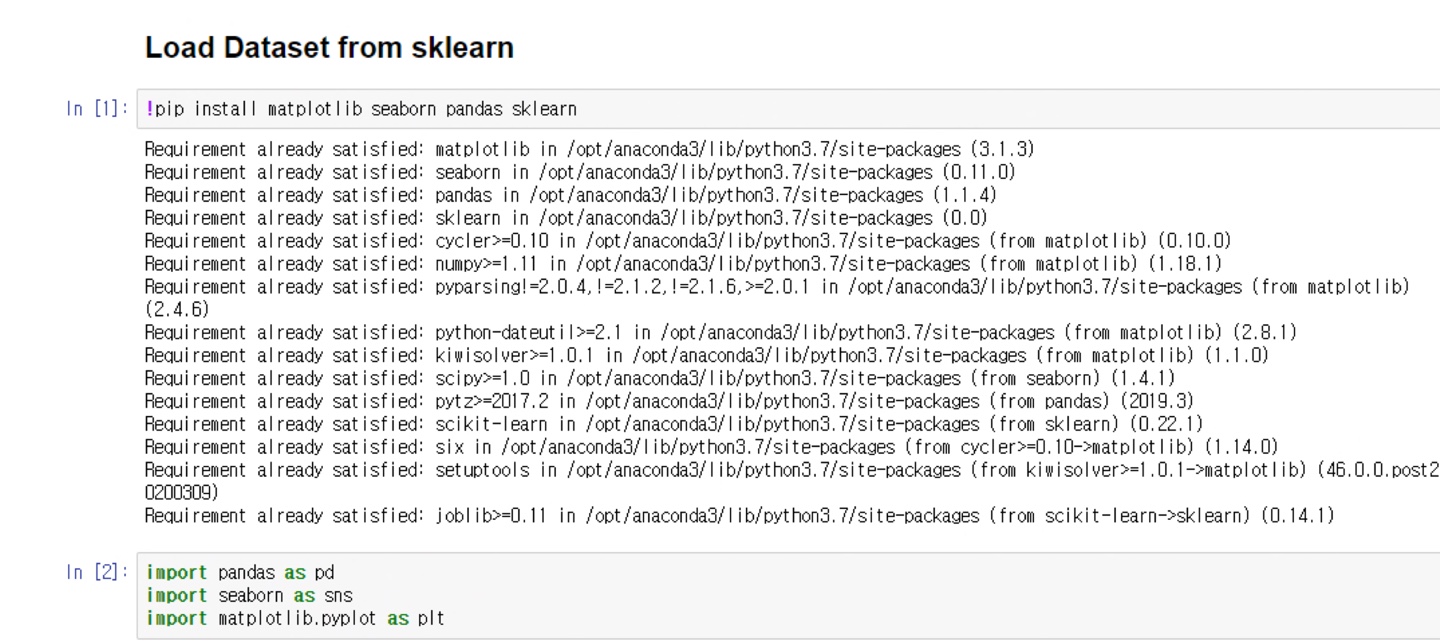 Load Dataset from sklearn
In [1]: !pip install matplotlib seaborn pandas sklearn
Requirement already satisfied: matplotlib in /opt/anaconda3/lib/python3.7/site-packages (3.1.3)
Requirement already satisfied: seaborn in /opt/anaconda3/lib/python3.7/site-packages (0.11.0)
Requirement already satisfied: pandas in /opt/anaconda3/lib/python3.7/site-packages (1.1.4)
Requirement already satisfied: sklearn in /opt/anaconda3/lib/python3.7/site-packages (0.0)
Requirement already satisfied: cycler>=0.10 in /opt/anaconda3/lib/python3.7/site-packages (from matplotlib) (0.10.0)
Requirement already satisfied: numpy>=1.11 in /opt/anaconda3/lib/python3.7/site-packages (from matplotlib) (1.18.1)
Requirement already satisfied: pyparsing!=2.0.4,!=2.1.2,!=2.1.6,>=2.0.1 in /opt/anaconda3/lib/python3.7/site-packages (from matplotlib)
(2.4.6)
Requirement already satisfied: python-dateutil>=2.1 in /opt/anaconda3/lib/python3.7/site-packages (from matplotlib) (2.8.1)
Requirement already satisfied: kiwisolver>=1.0.1 in /opt/anaconda3/lib/python3.7/site-packages (from matplotlib) (1.1.0)
Requirement already satisfied: scipy>=1.0 in /opt/anaconda3/lib/python3.7/site-packages (from seaborn) (1.4.1)
Requirement already satisfied: pytz>=2017.2 in /opt/anaconda3/lib/python3.7/site-packages (from pandas) (2019.3)
Requirement already satisfied: scikit-learn in /opt/anaconda3/lib/python3.7/site-packages (from sklearn) (0.22.1)
Requirement already satisfied: six in /opt/anaconda3/lib/python3.7/site-packages (from cycler>=0.10->matplotlib) (1.14.0)
Requirement already satisfied: setuptools in /opt/anaconda3/lib/python3.7/site-packages (from kiwisolver>=1.0.1->matplotlib) (46.0.0.post2
0200309)
Requirement already satisfied: joblib>=0.11 in /opt/anaconda3/lib/python3.7/site-packages (from scikit-learn->sklearn) (0.14.1)
In [2]: import pandas as pd
import seaborn as sns
import matplotlib.pyplot as plt